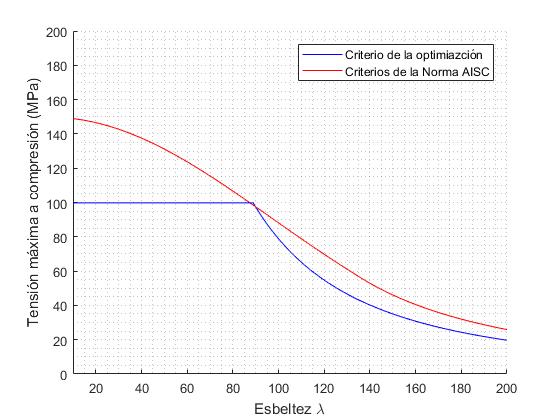 Criterio de la optimiazción
Criterios de la Norma AISC
Tensión máxima a compresión (MPa)
200
180
160
140
120
100
80
60
40
20
0
20 40 60 80 100 120 140 160 180 200
Esbeltez λ